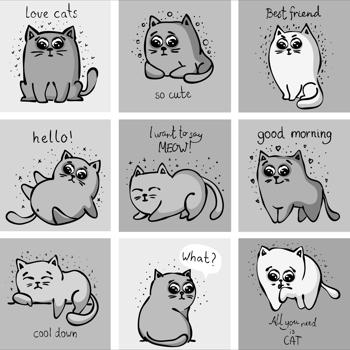 Love cats
so cute
Best friend
hello!
I want to say
MEOW!
good morning
cool down
What?
All you need
is
CAT